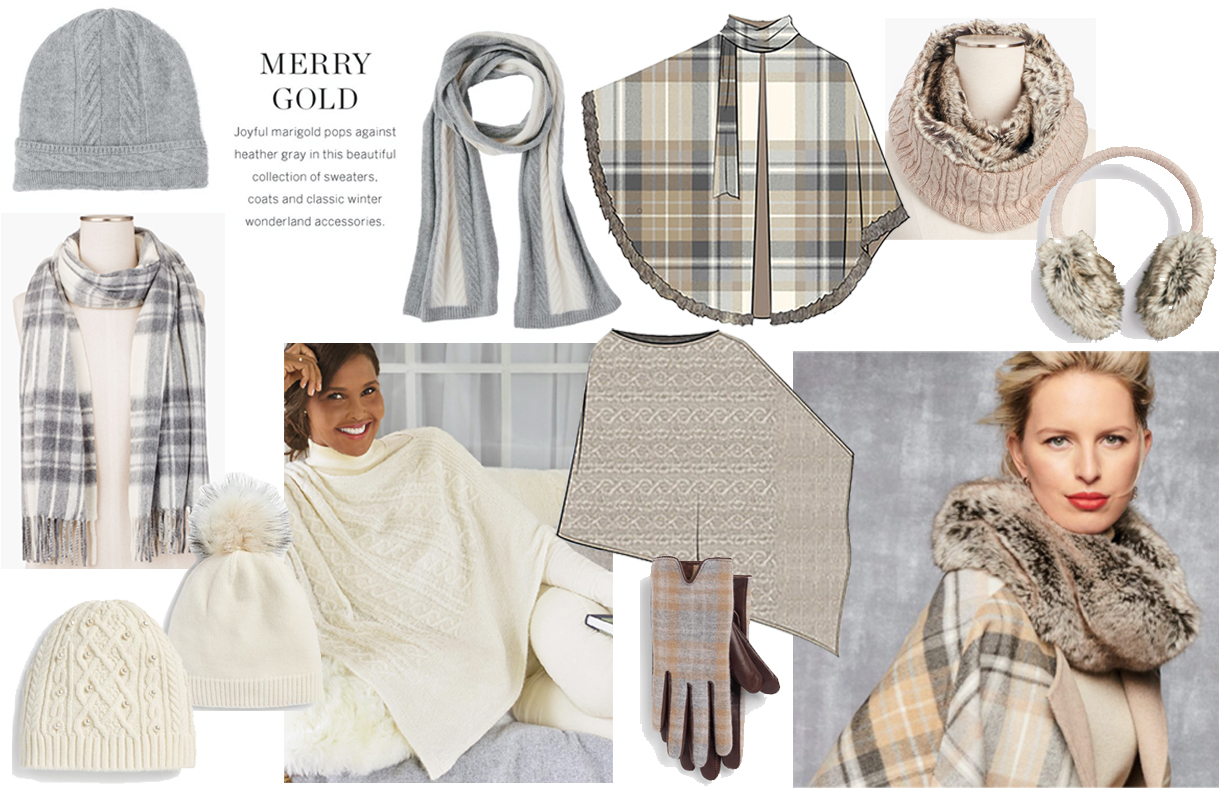 MERRY
GOLD
Joyful marigold pops against
heather gray in this beautiful
collection of sweaters,
coats and classic winter
wonderland accessories.